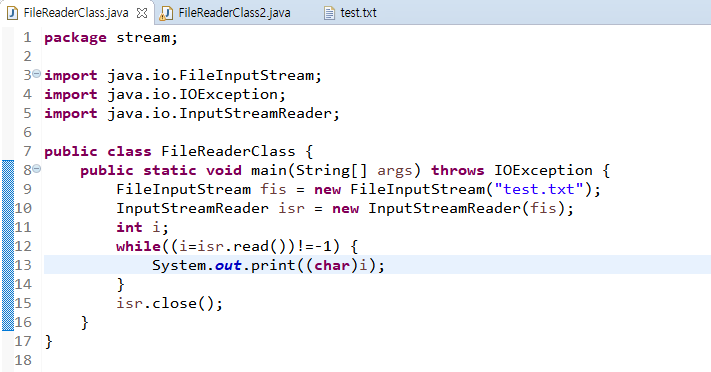 FileReaderClass.java FileReaderClass2.java test.txt
1 package stream;
2
3 import java.io.FileInputStream;
4 import java.io.IOException;
5 import java.io.InputStreamReader;
6
7 public class FileReaderClass {
8 public static void main(String[] args) throws IOException {
9 FileInputStream fis = new FileInputStream("test.txt");
10 InputStreamReader isr = new InputStreamReader(fis);
11 int i;
12 while((i=isr.read())!=-1) {
13 System.out.print((char)i);
14 }
15 isr.close();
16 }
17 }
18